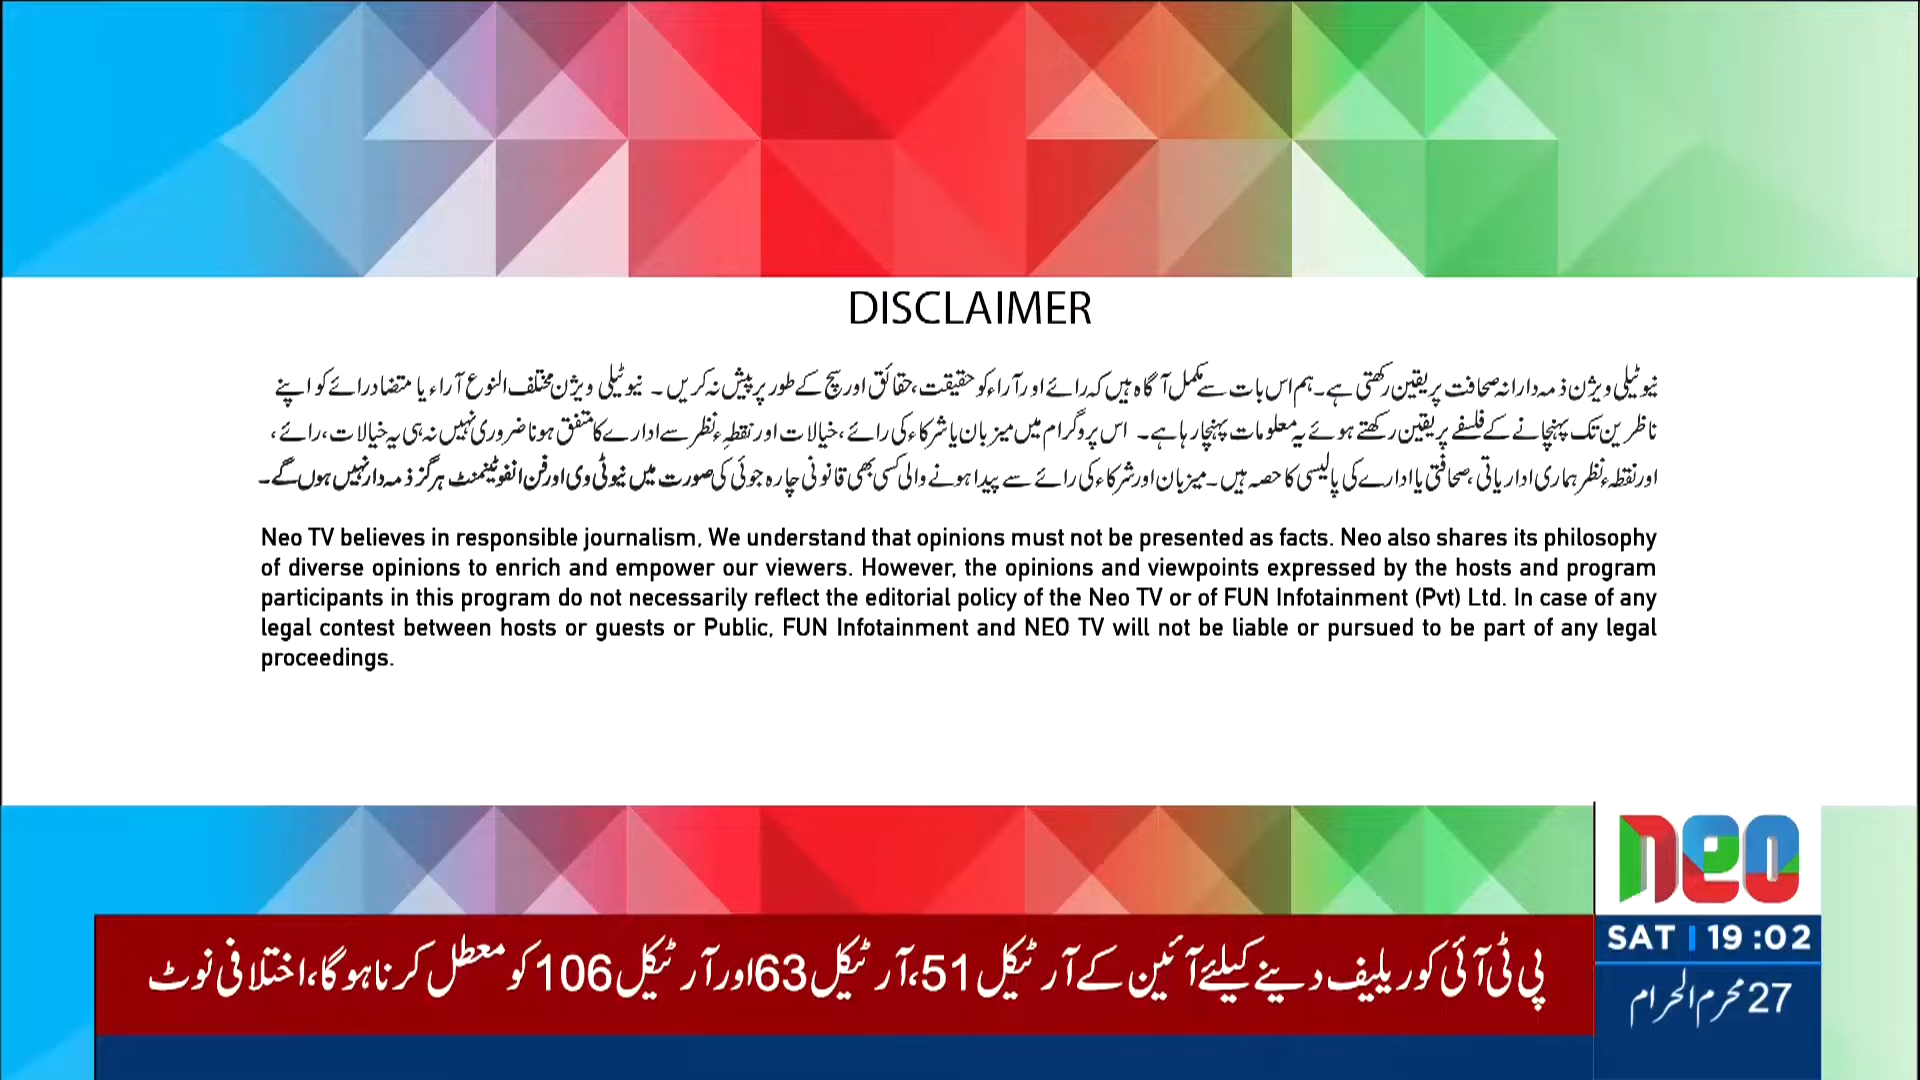 DISCLAIMER
نیو ٹیلی ویژن ذمہ دارانہ صحافت پر یقین رکھتی ہے۔ ہم اس بات سے مکمل آگاہ ہیں کہ رائے اور آراء کو حقیقت، حقائق اور سچ کے طور پر پیش نہ کریں ۔ نیو ٹیلی ویژن مختلف النوع آراء یا متضاد رائے کو اپنے
ناظرین تک پہنچانے کے فلسفے پر یقین رکھتے ہوئے یہ معلومات پہنچا رہا ہے۔ اس پروگرام میں میزبان یا شرکاء کی رائے ، خیالات اور نقطہءنظر سے ادارے کا متفق ہونا ضروری نہیں نہ ہی یہ خیالات، رائے ،
اور نقطہءنظر ہماری ادارتی ، صحافتی یا ادارے کی پالیسی کا حصہ ہیں۔ میزبان اور شرکاء کی رائے سے پیدا ہونے والی کسی بھی قانونی چارہ جوئی کی صورت میں نیو ٹی وی اور فن انفوٹینمنٹ ہرگز ذمہ دار نہیں ہوں گے۔
Neo TV believes in responsible journalism, We understand that opinions must not be presented as facts. Neo also shares its philosophy
of diverse opinions to enrich and empower our viewers. However, the opinions and viewpoints expressed by the hosts and program
participants in this program do not necessarily reflect the editorial policy of the Neo TV or of FUN Infotainment (Pvt) Ltd. In case of any
legal contest between hosts or guests or Public, FUN Infotainment and NEO TV will not be liable or pursued to be part of any legal
proceedings.
neo
SAT | 19 :02
27 محرم الحرام
پی ٹی آئی کو ریلیف دینے کیلئے آئین کے آرٹیکل 51، آرٹیکل 63 اور آرٹیکل 106 کو معطل کرنا ہوگا، اختلافی نوٹ